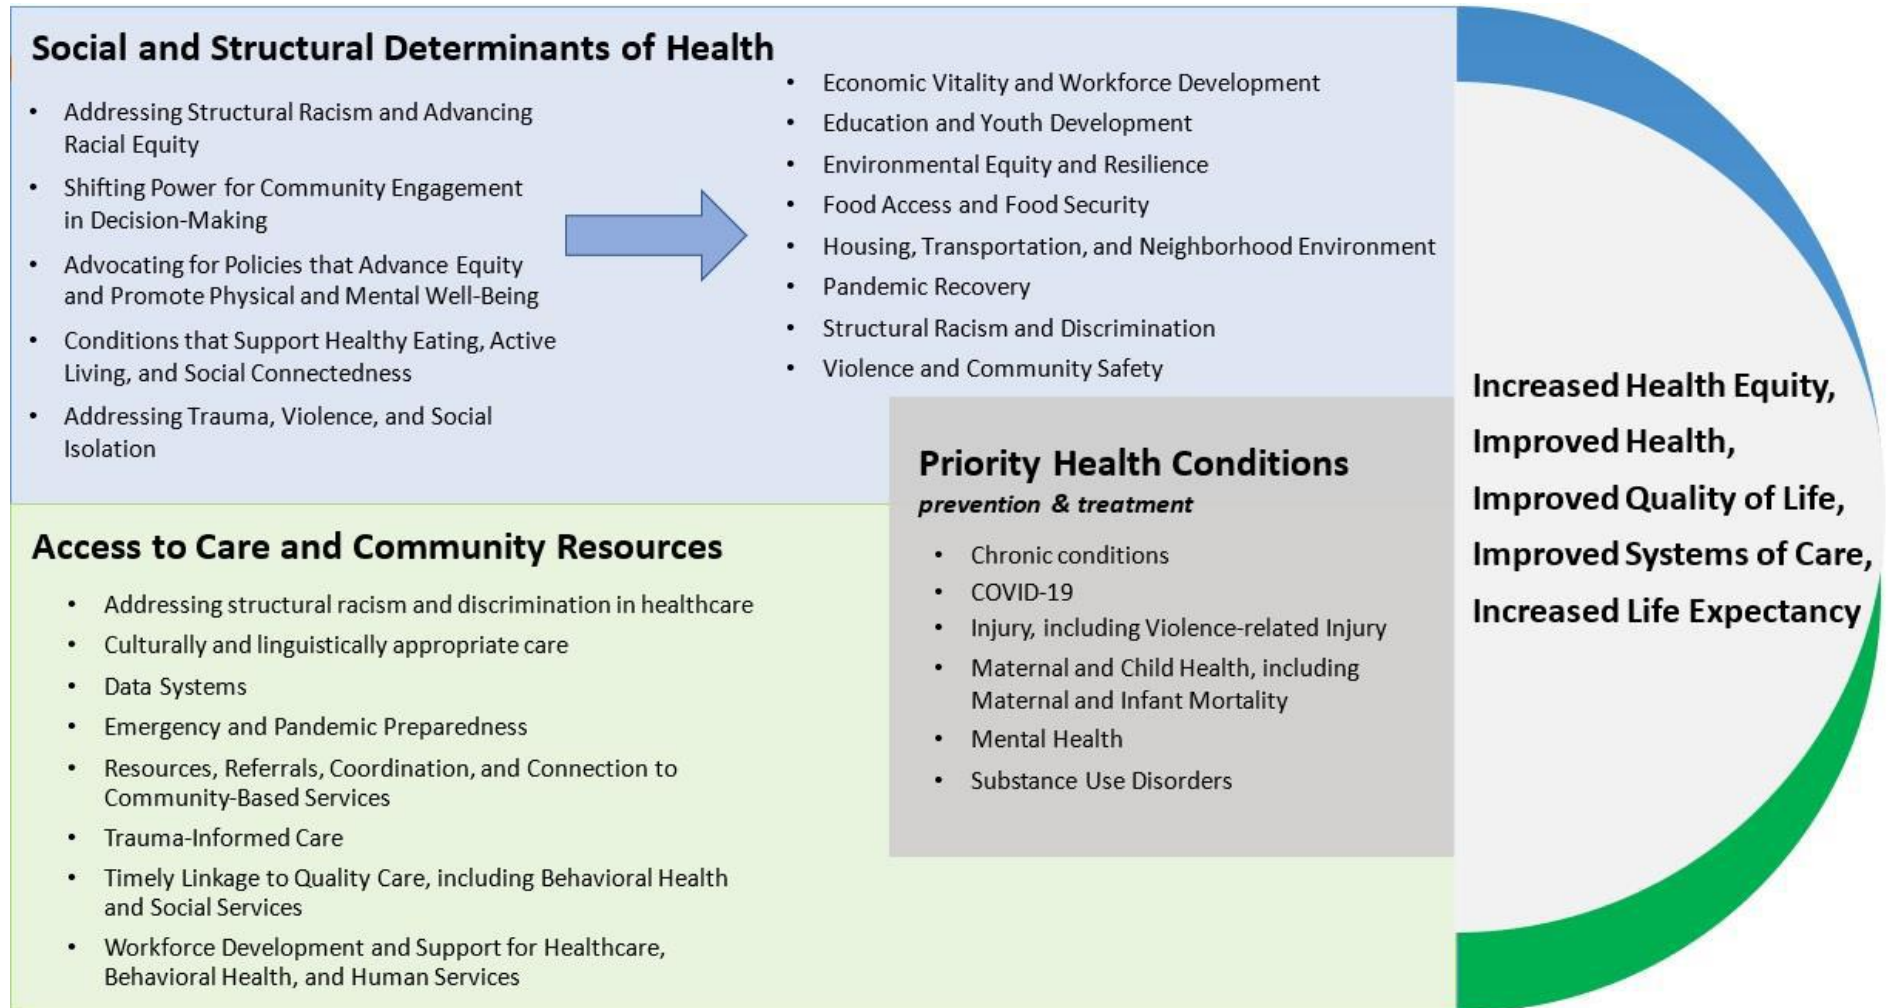 Social and Structural Determinants of Health
• Addressing Structural Racism and Advancing
Racial Equity
• Shifting Power for Community Engagement
in Decision-Making
• Advocating for Policies that Advance Equity
and Promote Physical and Mental Well-Being
• Conditions that Support Healthy Eating, Active
Living, and Social Connectedness
• Addressing Trauma, Violence, and Social
Isolation
• Economic Vitality and Workforce Development
• Education and Youth Development
• Environmental Equity and Resilience
• Food Access and Food Security
• Housing, Transportation, and Neighborhood Environment
• Pandemic Recovery
• Structural Racism and Discrimination
• Violence and Community Safety
Access to Care and Community Resources
• Addressing structural racism and discrimination in healthcare
• Culturally and linguistically appropriate care
• Data Systems
• Emergency and Pandemic Preparedness
• Resources, Referrals, Coordination, and Connection to
Community-Based Services
• Trauma-Informed Care
• Timely Linkage to Quality Care, including Behavioral Health
and Social Services
• Workforce Development and Support for Healthcare,
Behavioral Health, and Human Services
Priority Health Conditions
prevention & treatment
• Chronic conditions
• COVID-19
• Injury, including Violence-related Injury
• Maternal and Child Health, including
Maternal and Infant Mortality
• Mental Health
• Substance Use Disorders
Increased Health Equity,
Improved Health,
Improved Quality of Life,
Improved Systems of Care,
Increased Life Expectancy